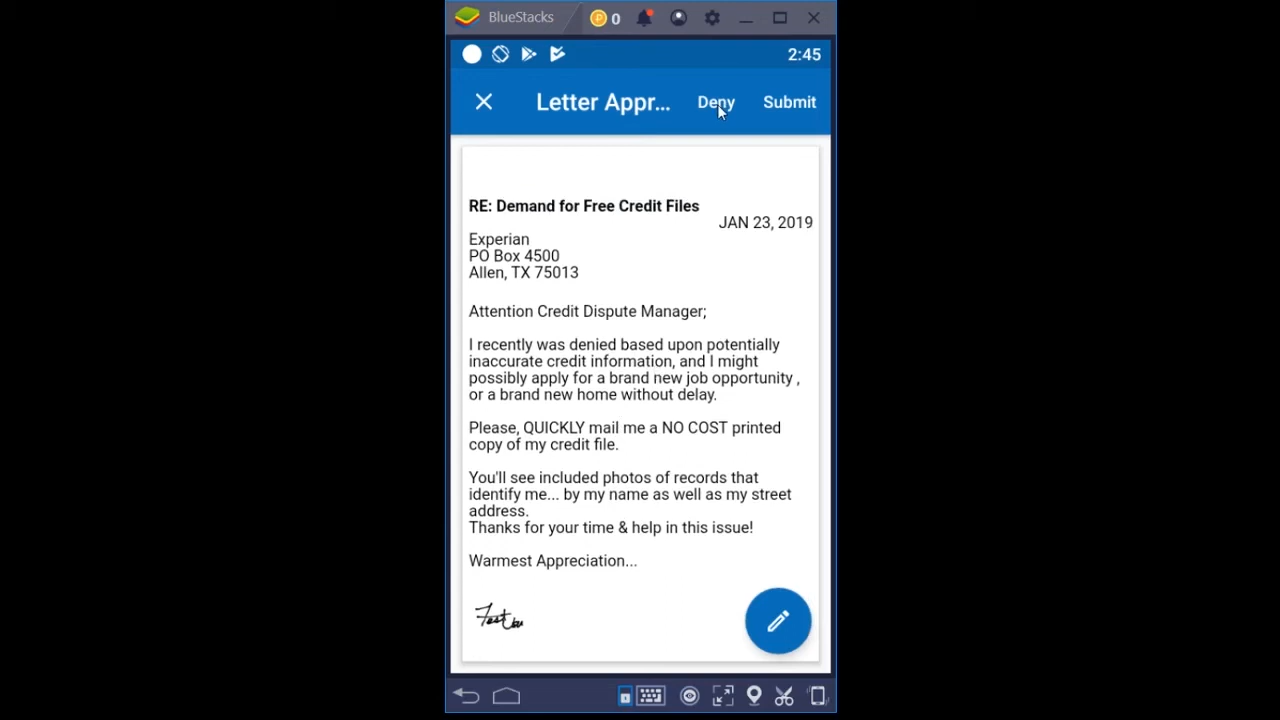 BlueStacks
0
2:45
Letter Appr...
Deny
Submit
RE: Demand for Free Credit Files
JAN 23, 2019
Experian
PO Box 4500
Allen, TX 75013
Attention Credit Dispute Manager;
I recently was denied based upon potentially
inaccurate credit information, and I might
possibly apply for a brand new job opportunity ,
or a brand new home without delay.
Please, QUICKLY mail me a NO COST printed
copy of my credit file.
You'll see included photos of records that
identify me... by my name as well as my street
address.
Thanks for your time & help in this issue!
Warmest Appreciation...